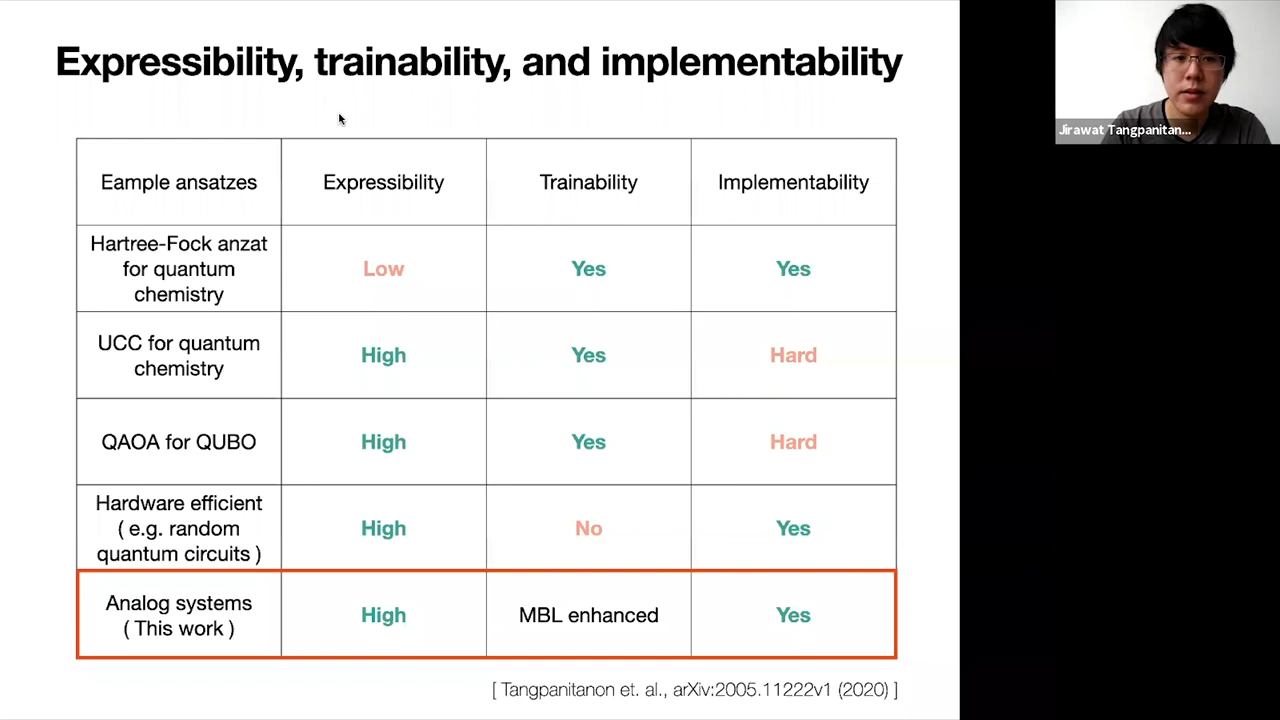 Expressibility, trainability, and implementability
Jirawat Tangpanitan...
Eample ansatzes
Expressibility
Trainability
Implementability
Hartree-Fock anzat
for quantum
chemistry
Low
Yes
Yes
UCC for quantum
chemistry
High
Yes
Hard
QAOA for QUBO
High
Yes
Hard
Hardware efficient
( e.g. random
quantum circuits )
High
No
Yes
Analog systems
( This work )
High
MBL enhanced
Yes
[ Tangpanitanon et. al., arXiv:2005.11222v1 (2020) ]